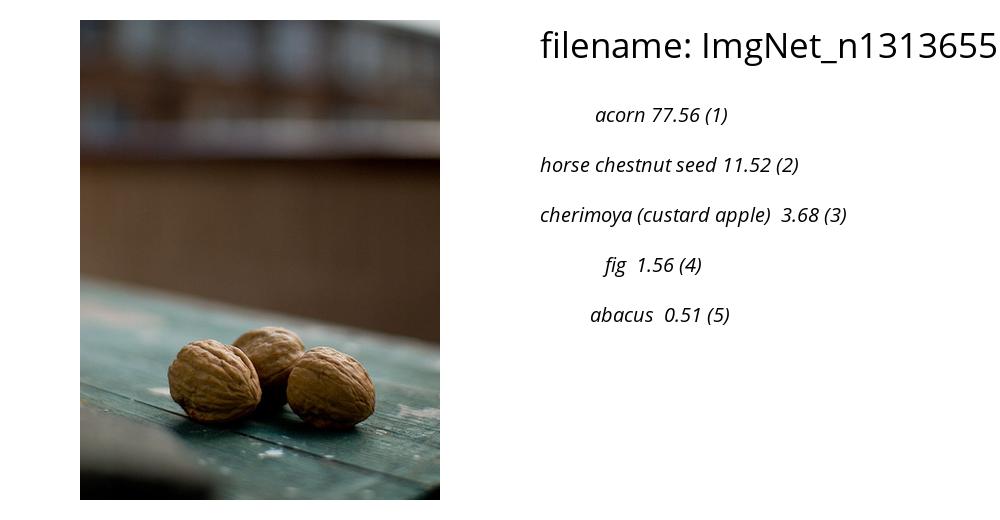 filename: ImgNet_n1313655
acorn 77.56 (1)
horse chestnut seed 11.52 (2)
cherimoya (custard apple) 3.68 (3)
fig 1.56 (4)
abacus 0.51 (5)